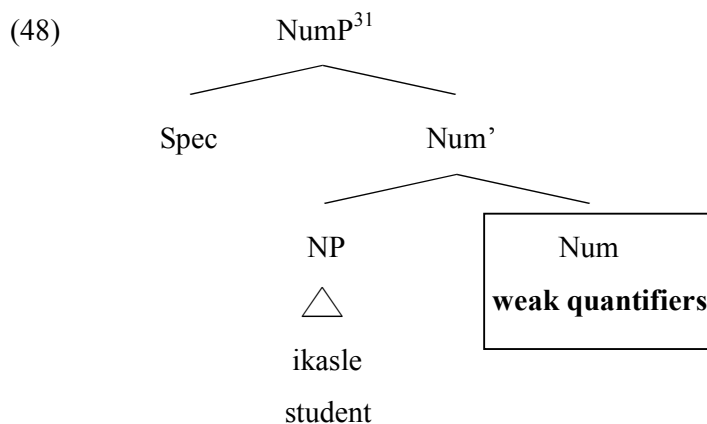 (48) NumP31
Spec Num’
NP Num
weak quantifiers
ikasle
student